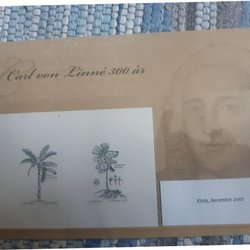 Carl von Linné 300 år
Kista, december 2007